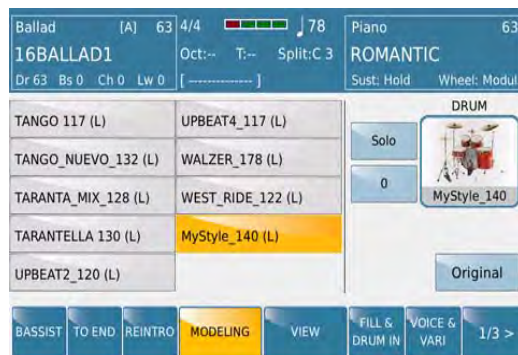 Ballad [A] 63
16BALLAD1
Dr 63 Bs 0 Ch 0 Lw 0
4/4 78
Oct:-- T:-- Split:C 3
[ -------------- ]
Piano 63
ROMANTIC
Sust: Hold Wheel: Modul
TANGO 117 (L)
TANGO_NUEVO_132 (L)
TARANTA_MIX_128 (L)
TARANTELLA 130 (L)
UPBEAT2_120 (L)
UPBEAT4_117 (L)
WALZER_178 (L)
WEST_RIDE_122 (L)
MyStyle_140 (L)
DRUM
Solo
0
MyStyle_140
Original
BASSIST
TO END
REINTRO
MODELING
VIEW
FILL &
DRUM IN
VOICE &
VARI
1/3 >